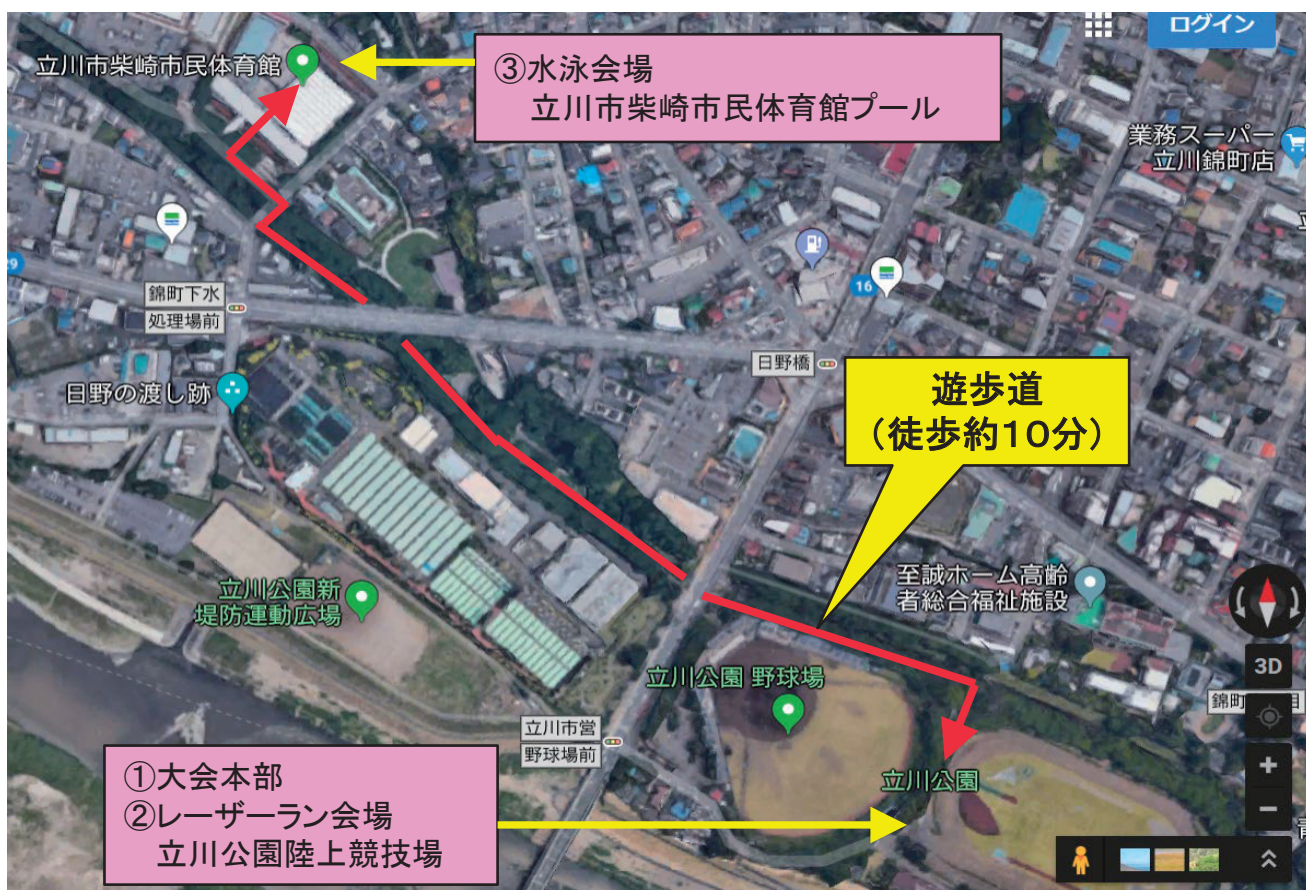 ログイン
立川市柴崎市民体育館
③水泳会場
立川市柴崎市民体育館プール
業務スーパー
立川錦町店
29
16
錦町下水
処理場前
日野橋
日野の渡し跡
遊歩道
(徒歩約10分)
至誠ホーム高齢
者総合福祉施設
立川公園新
堤防運動広場
3D
立川公園 野球場
錦町
目
立川市営
野球場前
立川公園
①大会本部
②レーザーラン会場
立川公園陸上競技場